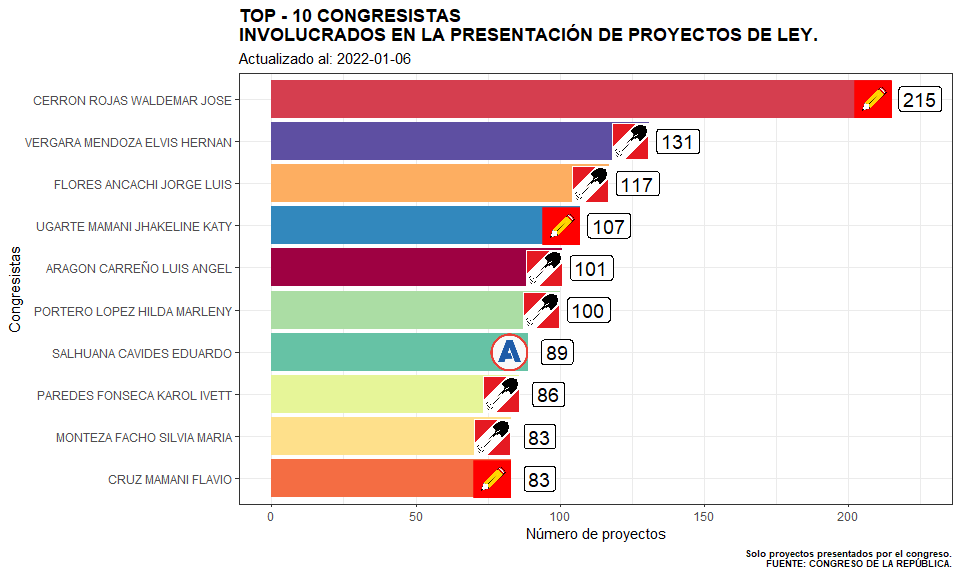 TOP - 10 CONGRESISTAS
INVOLUCRADOS EN LA PRESENTACIÓN DE PROYECTOS DE LEY.
Actualizado al: 2022-01-06
Congresistas
CERRON ROJAS WALDEMAR JOSE 215
VERGARA MENDOZA ELVIS HERNAN 131
FLORES ANCACHI JORGE LUIS 117
UGARTE MAMANI JHAKELINE KATY 107
ARAGON CARREÑO LUIS ANGEL 101
PORTERO LOPEZ HILDA MARLENY 100
SALHUANA CAVIDES EDUARDO A 89
PAREDES FONSECA KAROL IVETT 86
MONTEZA FACHO SILVIA MARIA 83
CRUZ MAMANI FLAVIO 83
0 50 100 150 200
Número de proyectos
Solo proyectos presentados por el congreso.
FUENTE: CONGRESO DE LA REPÚBLICA.